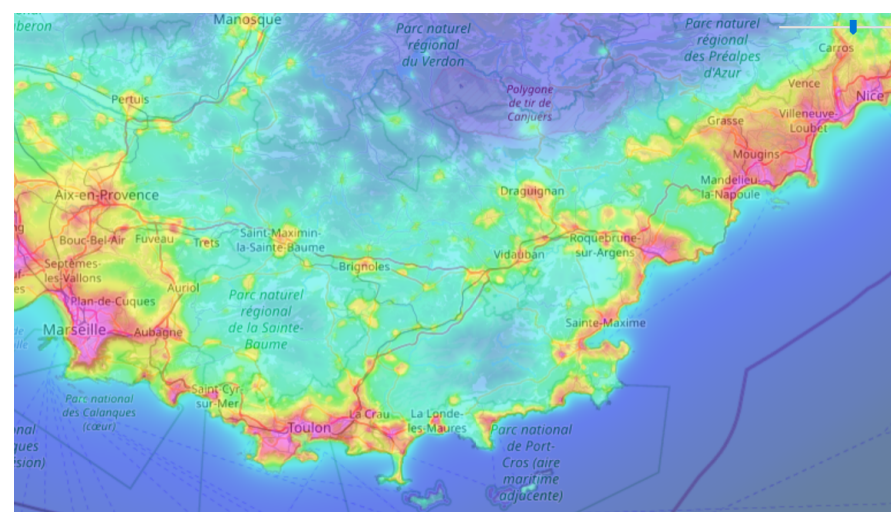 Manosque
Parc naturel
régional
du Verdon
Parc naturel
régional
des Préalpes
d'Azur
Carros
Polygone
de tir de
Canjuers
Vence
Nice
Pertuis
Grasse
Villeneuve-
Loubet
Mougins
Mandelieu-
la-Napoule
Aix-en-Provence
Draguignan
Bouc-Bel-Air
Fuveau
Trets
Saint-Maximin-
la-Sainte-Baume
Roquebrune-
sur-Argens
Vidauban
Brignoles
Septèmes-
les-Vallons
Auriol
Plan-de-Cuques
Parc naturel
régional
de la Sainte-
Baume
Marseille
Aubagne
Sainte-Maxime
Parc national
des Calanques
(cœur)
Saint-Cyr-
sur-Mer
La Crau
La Londe-
les-Maures
Toulon
Parc national
de Port-
Cros (aire
maritime
adjacente)